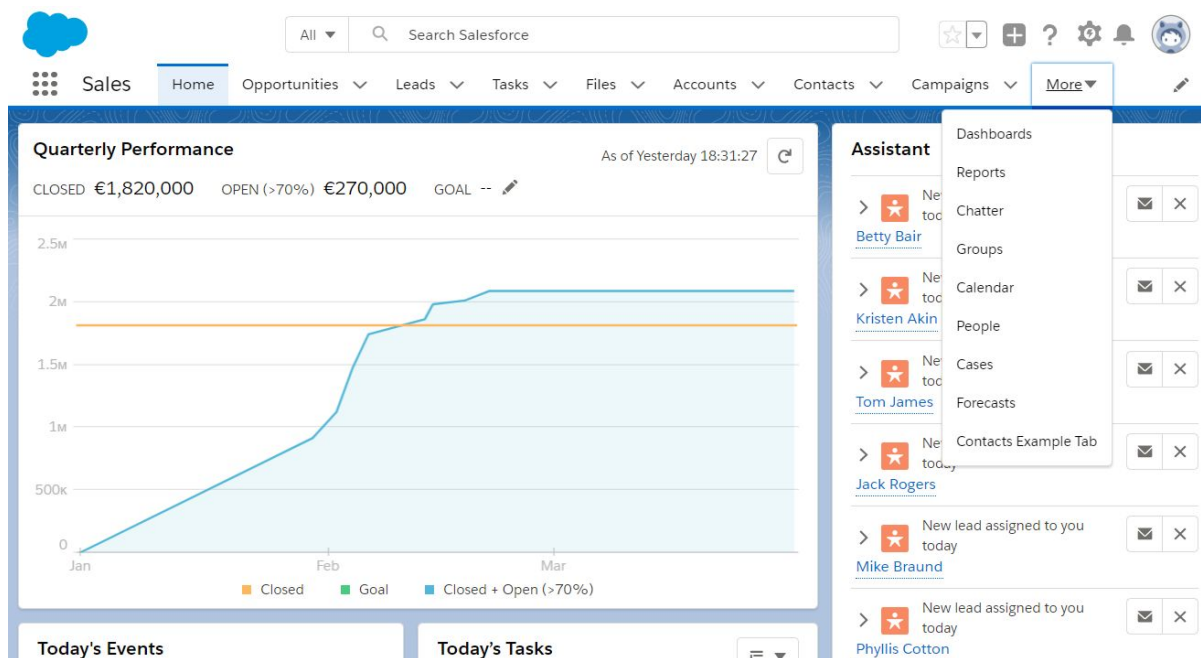 All
Search Salesforce
Sales
Home
Opportunities
Leads
Tasks
Files
Accounts
Contacts
Campaigns
More
Dashboards
Reports
Chatter
Groups
Calendar
People
Cases
Forecasts
Contacts Example Tab
Quarterly Performance
As of Yesterday 18:31:27
CLOSED €1,820,000 OPEN (>70%) €270,000 GOAL --
2.5M
2M
1.5M
1M
500K
0
Jan Feb Mar
Closed Goal Closed + Open (>70%)
Today's Events
Today's Tasks
Assistant
Betty Bair
Kristen Akin
Tom James
today
Jack Rogers
New lead assigned to you
today
Mike Braund
New lead assigned to you
today
Phyllis Cotton